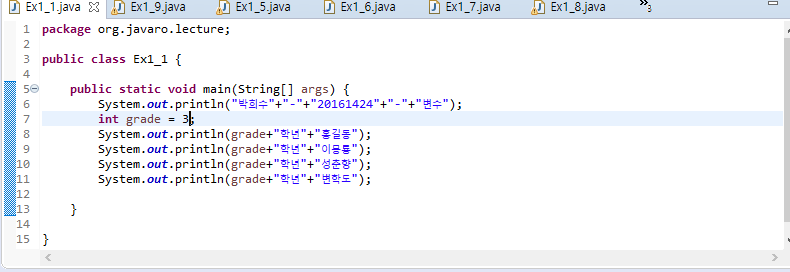 Ex1_1.java Ex1_9.java Ex1_5.java Ex1_6.java Ex1_7.java Ex1_8.java »3
1 package org.javaro.lecture;
2
3 public class Ex1_1 {
4
5 public static void main(String[] args) {
6 System.out.println("박희수"+"-"+"20161424"+"-"+"변수");
7 int grade = 3;
8 System.out.println(grade+"학년"+"홍길동");
9 System.out.println(grade+"학년"+"이몽룡");
10 System.out.println(grade+"학년"+"성춘향");
11 System.out.println(grade+"학년"+"변학도");
12
13 }
14
15 }